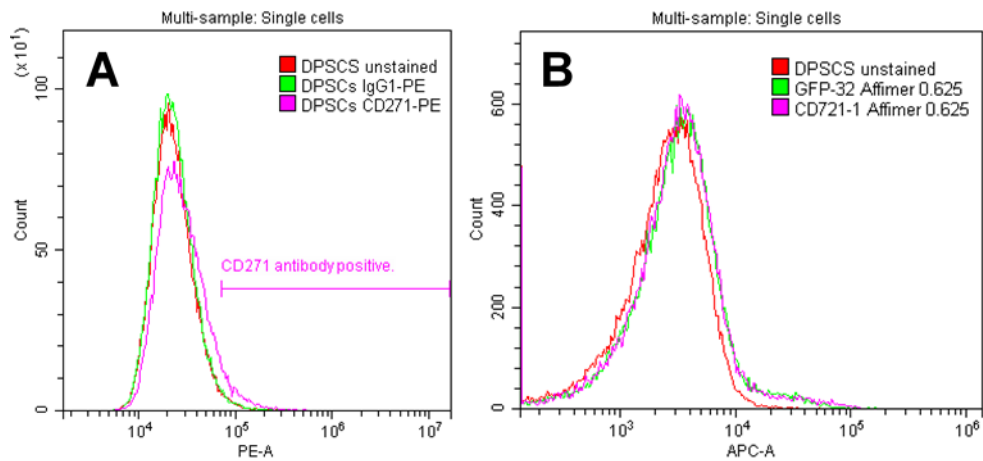 Multi-sample: Single cells
A
DPSCS unstained
DPSCs IgG1-PE
DPSCs CD271-PE
(x 10¹)
100
50
0
Count
CD271 antibody positive.
10⁴
10⁵
10⁶
10⁷
PE-A
Multi-sample: Single cells
B
DPSCS unstained
GFP-32 Affimer 0.625
CD721-1 Affimer 0.625
600
400
200
0
Count
10³
10⁴
10⁵
10⁶
APC-A